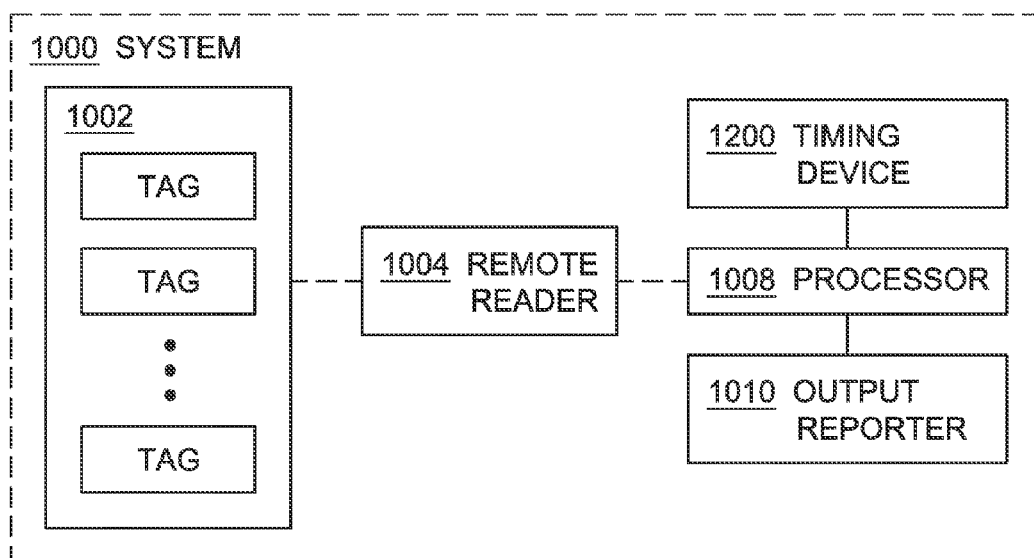 1000 SYSTEM
1002
TAG
TAG
TAG
1004 REMOTE
READER
1200 TIMING
DEVICE
1008 PROCESSOR
1010 OUTPUT
REPORTER